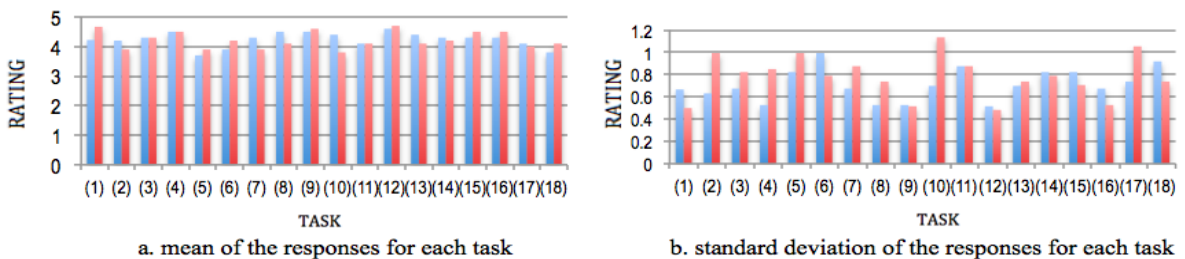 RATING
5
4
3
2
1
0
(1) (2) (3) (4) (5) (6) (7) (8) (9) (10)(11)(12)(13)(14)(15)(16)(17)(18)
TASK
a. mean of the responses for each task
RATING
1.2
1
0.8
0.6
0.4
0.2
0
(1) (2) (3) (4) (5) (6) (7) (8) (9) (10)(11)(12)(13)(14)(15)(16)(17)(18)
TASK
b. standard deviation of the responses for each task